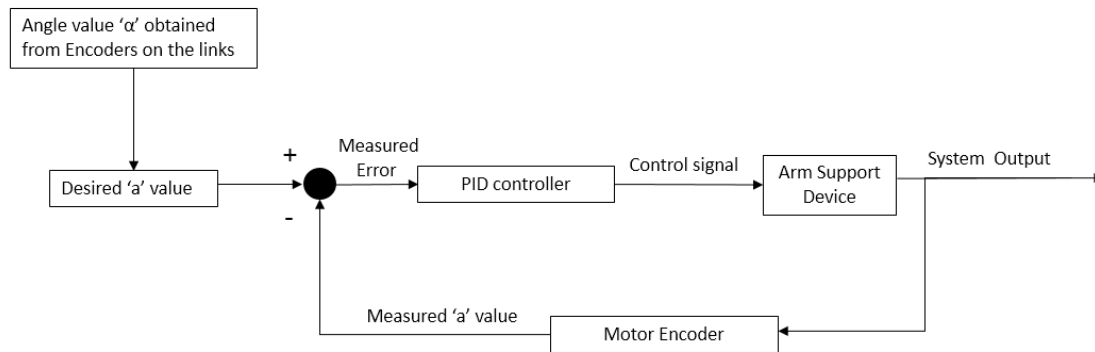 Angle value ‘α’ obtained
from Encoders on the links
Desired ‘a’ value
+
-
Measured
Error
PID controller
Control signal
Arm Support
Device
System Output
Measured ‘a’ value
Motor Encoder